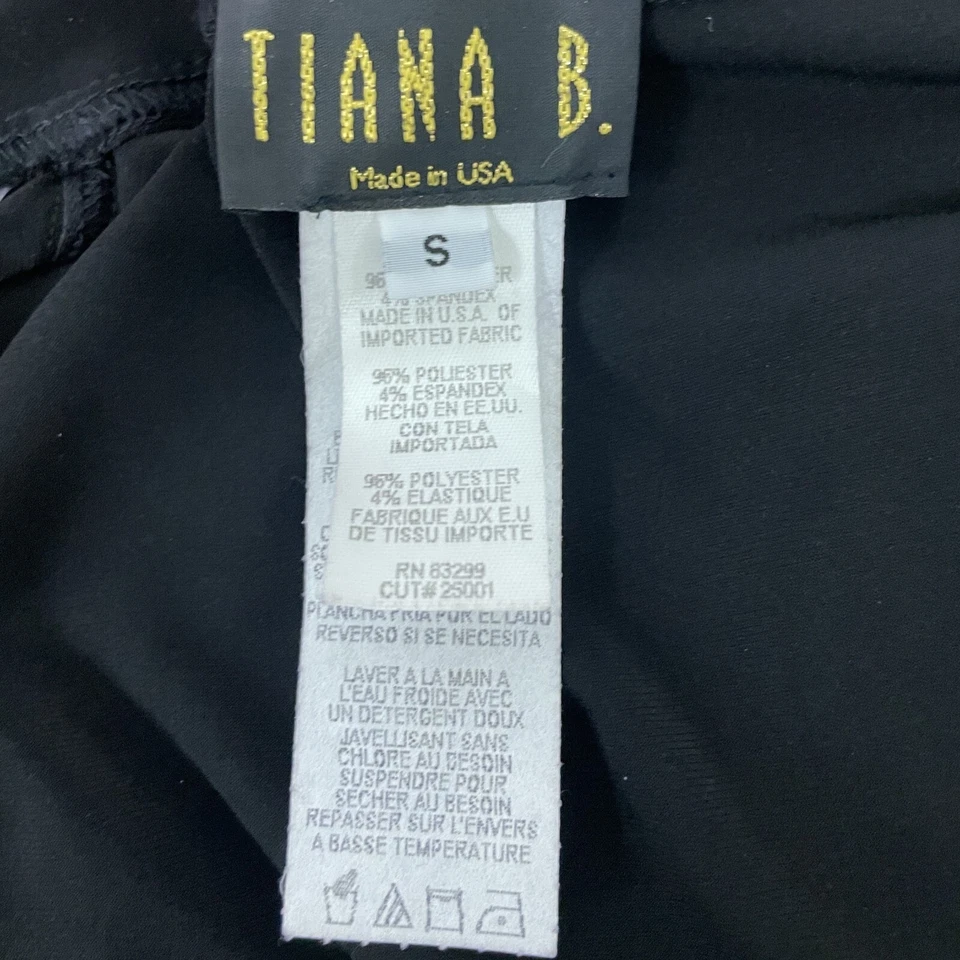 TIANA B.
Made in USA
S
96
4% SPANDEX
MADE IN U.S.A. OF
IMPORTED FABRIC
96% POLIESTER
4% ESPANDEX
HECHO EN EE.UU.
CON TELA
IMPORTADA
96% POLYESTER
4% ELASTIQUE
FABRIQUE AUX E.U
DE TISSU IMPORTE
RN 83299
CUT# 25001
PLANCHA FRIA POR EL LADO
REVERSO SI SE NECESITA
LAVER A LA MAIN A
L'EAU FROIDE AVEC
UN DETERGENT DOUX
JAVELLISANT SANS
CHLORE AU BESOIN
SUSPENDRE POUR
SECHER AU BESOIN
REPASSER SUR L'ENVERS
A BASSE TEMPERATURE